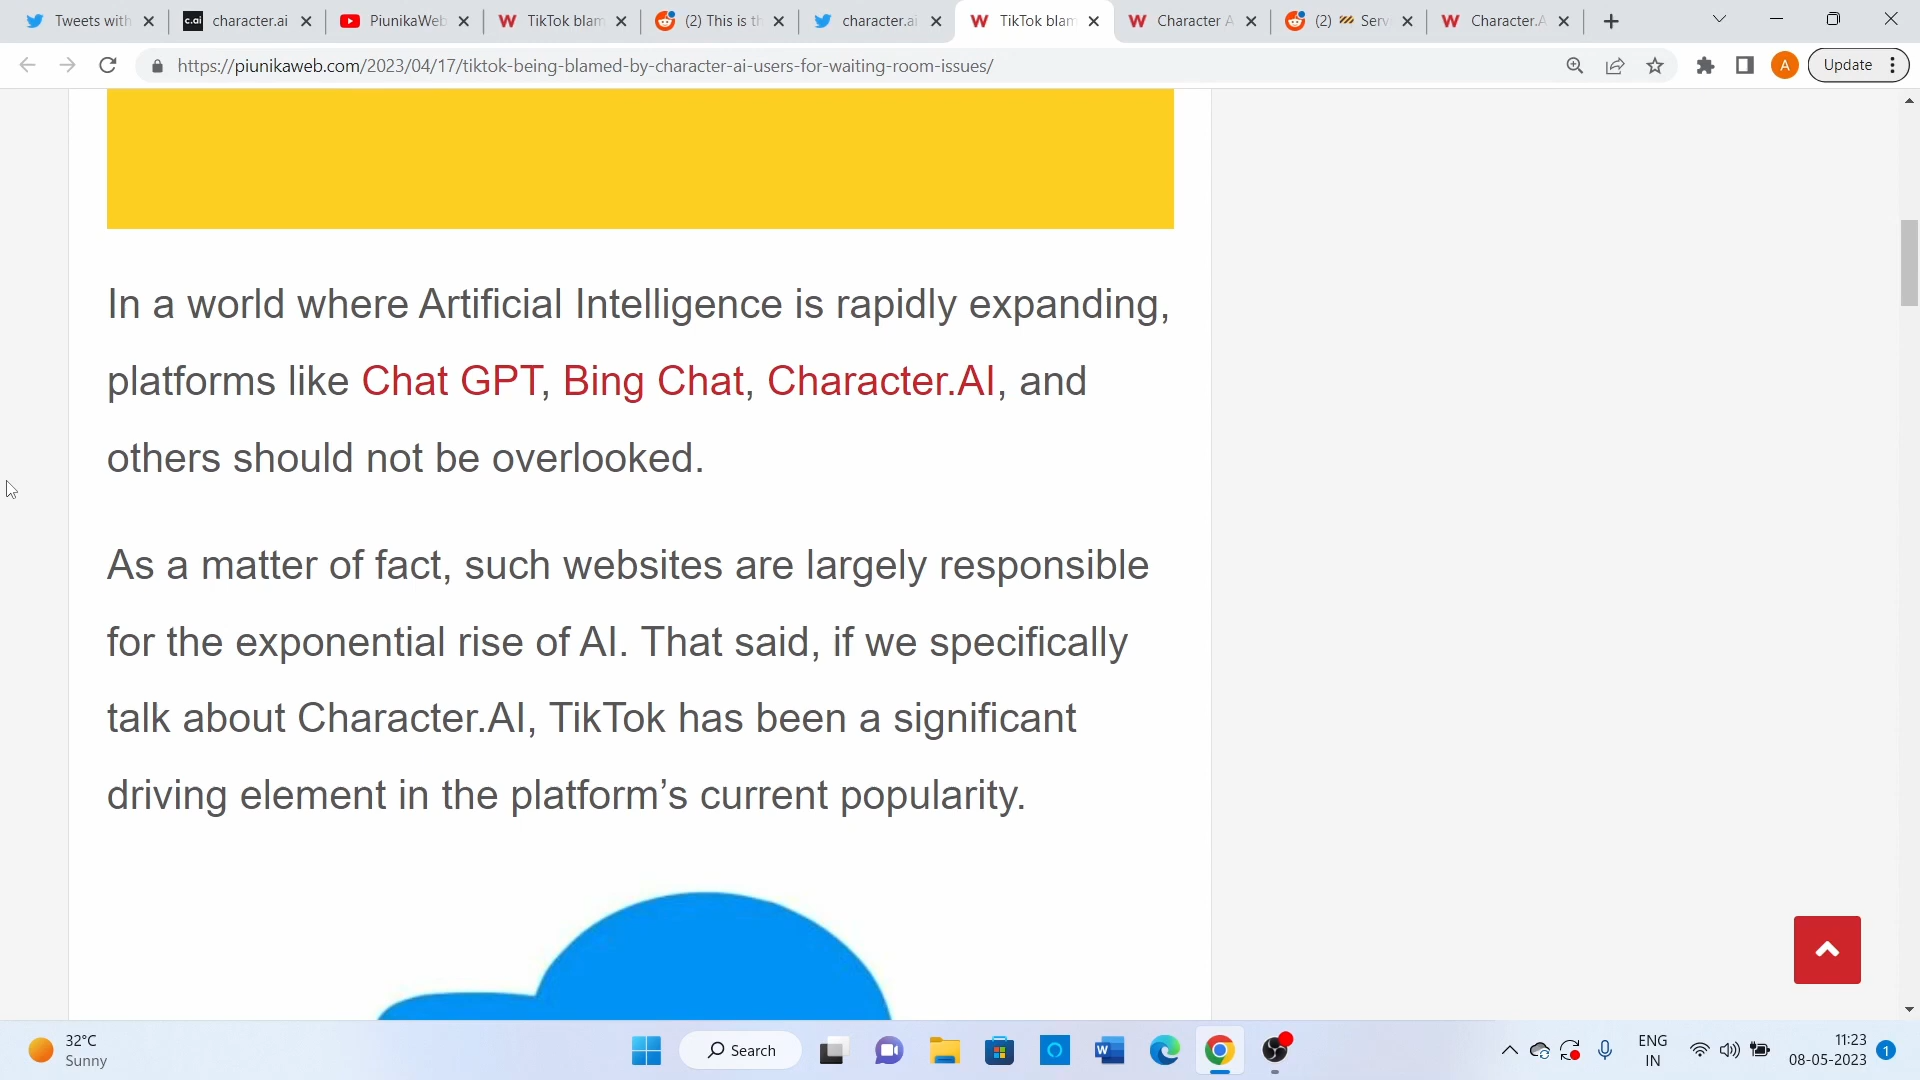 Tweets with
c.ai character.ai
PiunikaWeb
TikTok blam
(2) This is th
character.ai
TikTok blam
Character A
(2) Serv
Character.A
https://piunikaweb.com/2023/04/17/tiktok-being-blamed-by-character-ai-users-for-waiting-room-issues/
A
Update
In a world where Artificial Intelligence is rapidly expanding,
platforms like Chat GPT, Bing Chat, Character.AI, and
others should not be overlooked.
As a matter of fact, such websites are largely responsible
for the exponential rise of AI. That said, if we specifically
talk about Character.AI, TikTok has been a significant
driving element in the platform’s current popularity.
32°C
Sunny
Search
ENG
IN
11:23
08-05-2023
1